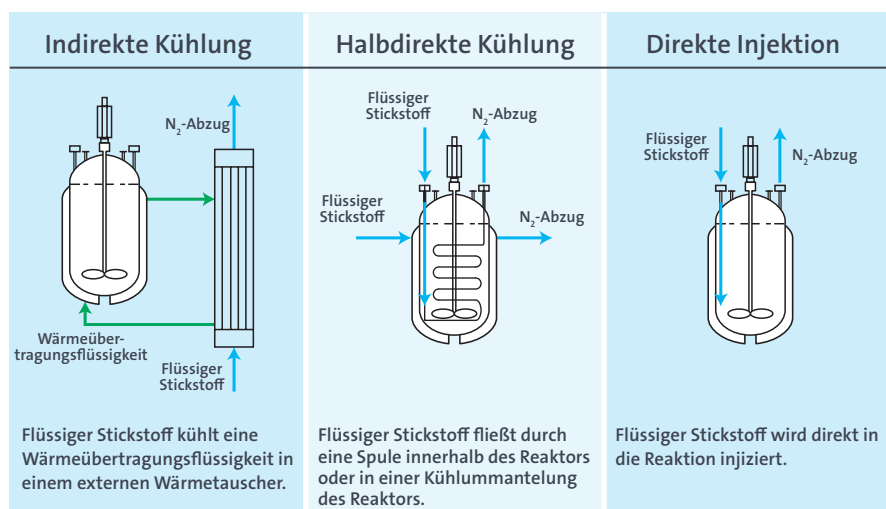 Indirekte Kühlung
N2-Abzug
Wärmeüber-
tragungsflüssigkeit
Flüssiger
Stickstoff
Flüssiger Stickstoff kühlt eine
Wärmeübertragungsflüssigkeit in
einem externen Wärmetauscher.
Halbdirekte Kühlung
Flüssiger
Stickstoff
N2-Abzug
Flüssiger
Stickstoff
N2-Abzug
Flüssiger Stickstoff fließt durch
eine Spule innerhalb des Reaktors
oder in einer Kühlummantelung
des Reaktors.
Direkte Injektion
Flüssiger
Stickstoff
N2-Abzug
Flüssiger Stickstoff wird direkt in
die Reaktion injiziert.